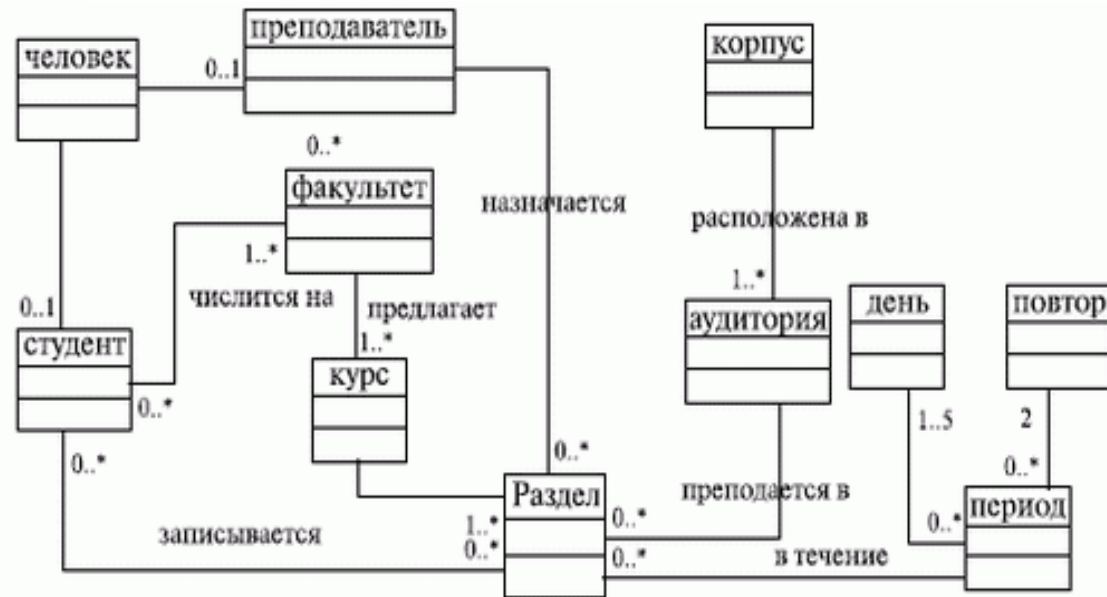 преподаватель
корпус
человек
0..1
0..*
факультет
назначается
расположена в
1..*
числится на
предлагает
1..*
день
повтор
0..1
аудитория
студент
1..*
курс
0..*
1..5
2
0..*
0..*
0..*
Раздел
преподается в
период
записывается
1..*
0..*
0..*
0..*
0..*
в течение